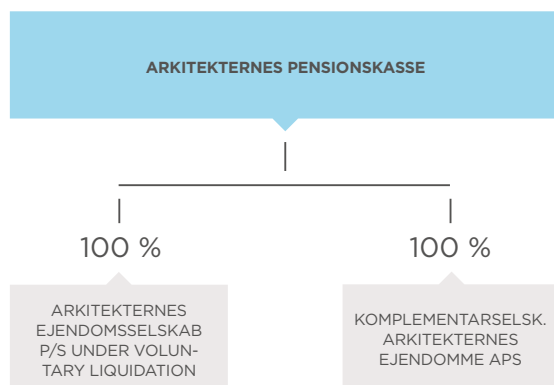 ARKITEKTERNES PENSIONSKASSE
100 %
100 %
ARKITEKTERNES
EJENDOMSSELSKAB
P/S UNDER VOLUN-
TARY LIQUIDATION
KOMPLEMENTARSELSK.
ARKITEKTERNES
EJENDOMME APS